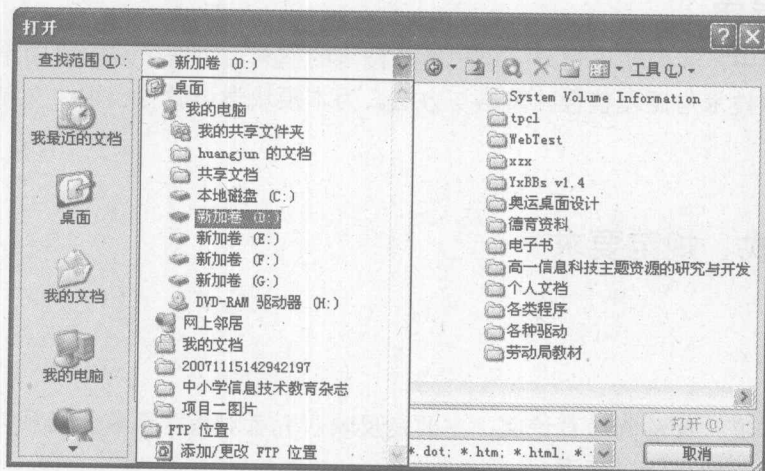 打开
查找范围(I): 新加卷 (D:) 工具(L)
我最近的文档
桌面
我的文档
我的电脑
桌面
我的电脑
我的共享文件夹
huangjun 的文档
共享文档
本地磁盘 (C:)
新加卷 (D:)
新加卷 (E:)
新加卷 (F:)
新加卷 (G:)
DVD-RAM 驱动器 (H:)
网上邻居
我的文档
20071115142942197
中小学信息技术教育杂志
项目二图片
FTP 位置
添加/更改 FTP 位置
System Volume Information
tpcl
WebTest
xzx
YxBBs v1.4
奥运桌面设计
德育资料
电子书
高一信息科技主题资源的研究与开发
个人文档
各类程序
各种驱动
劳动局教材
打开(O)
*.dot; *.htm; *.html; *.
取消